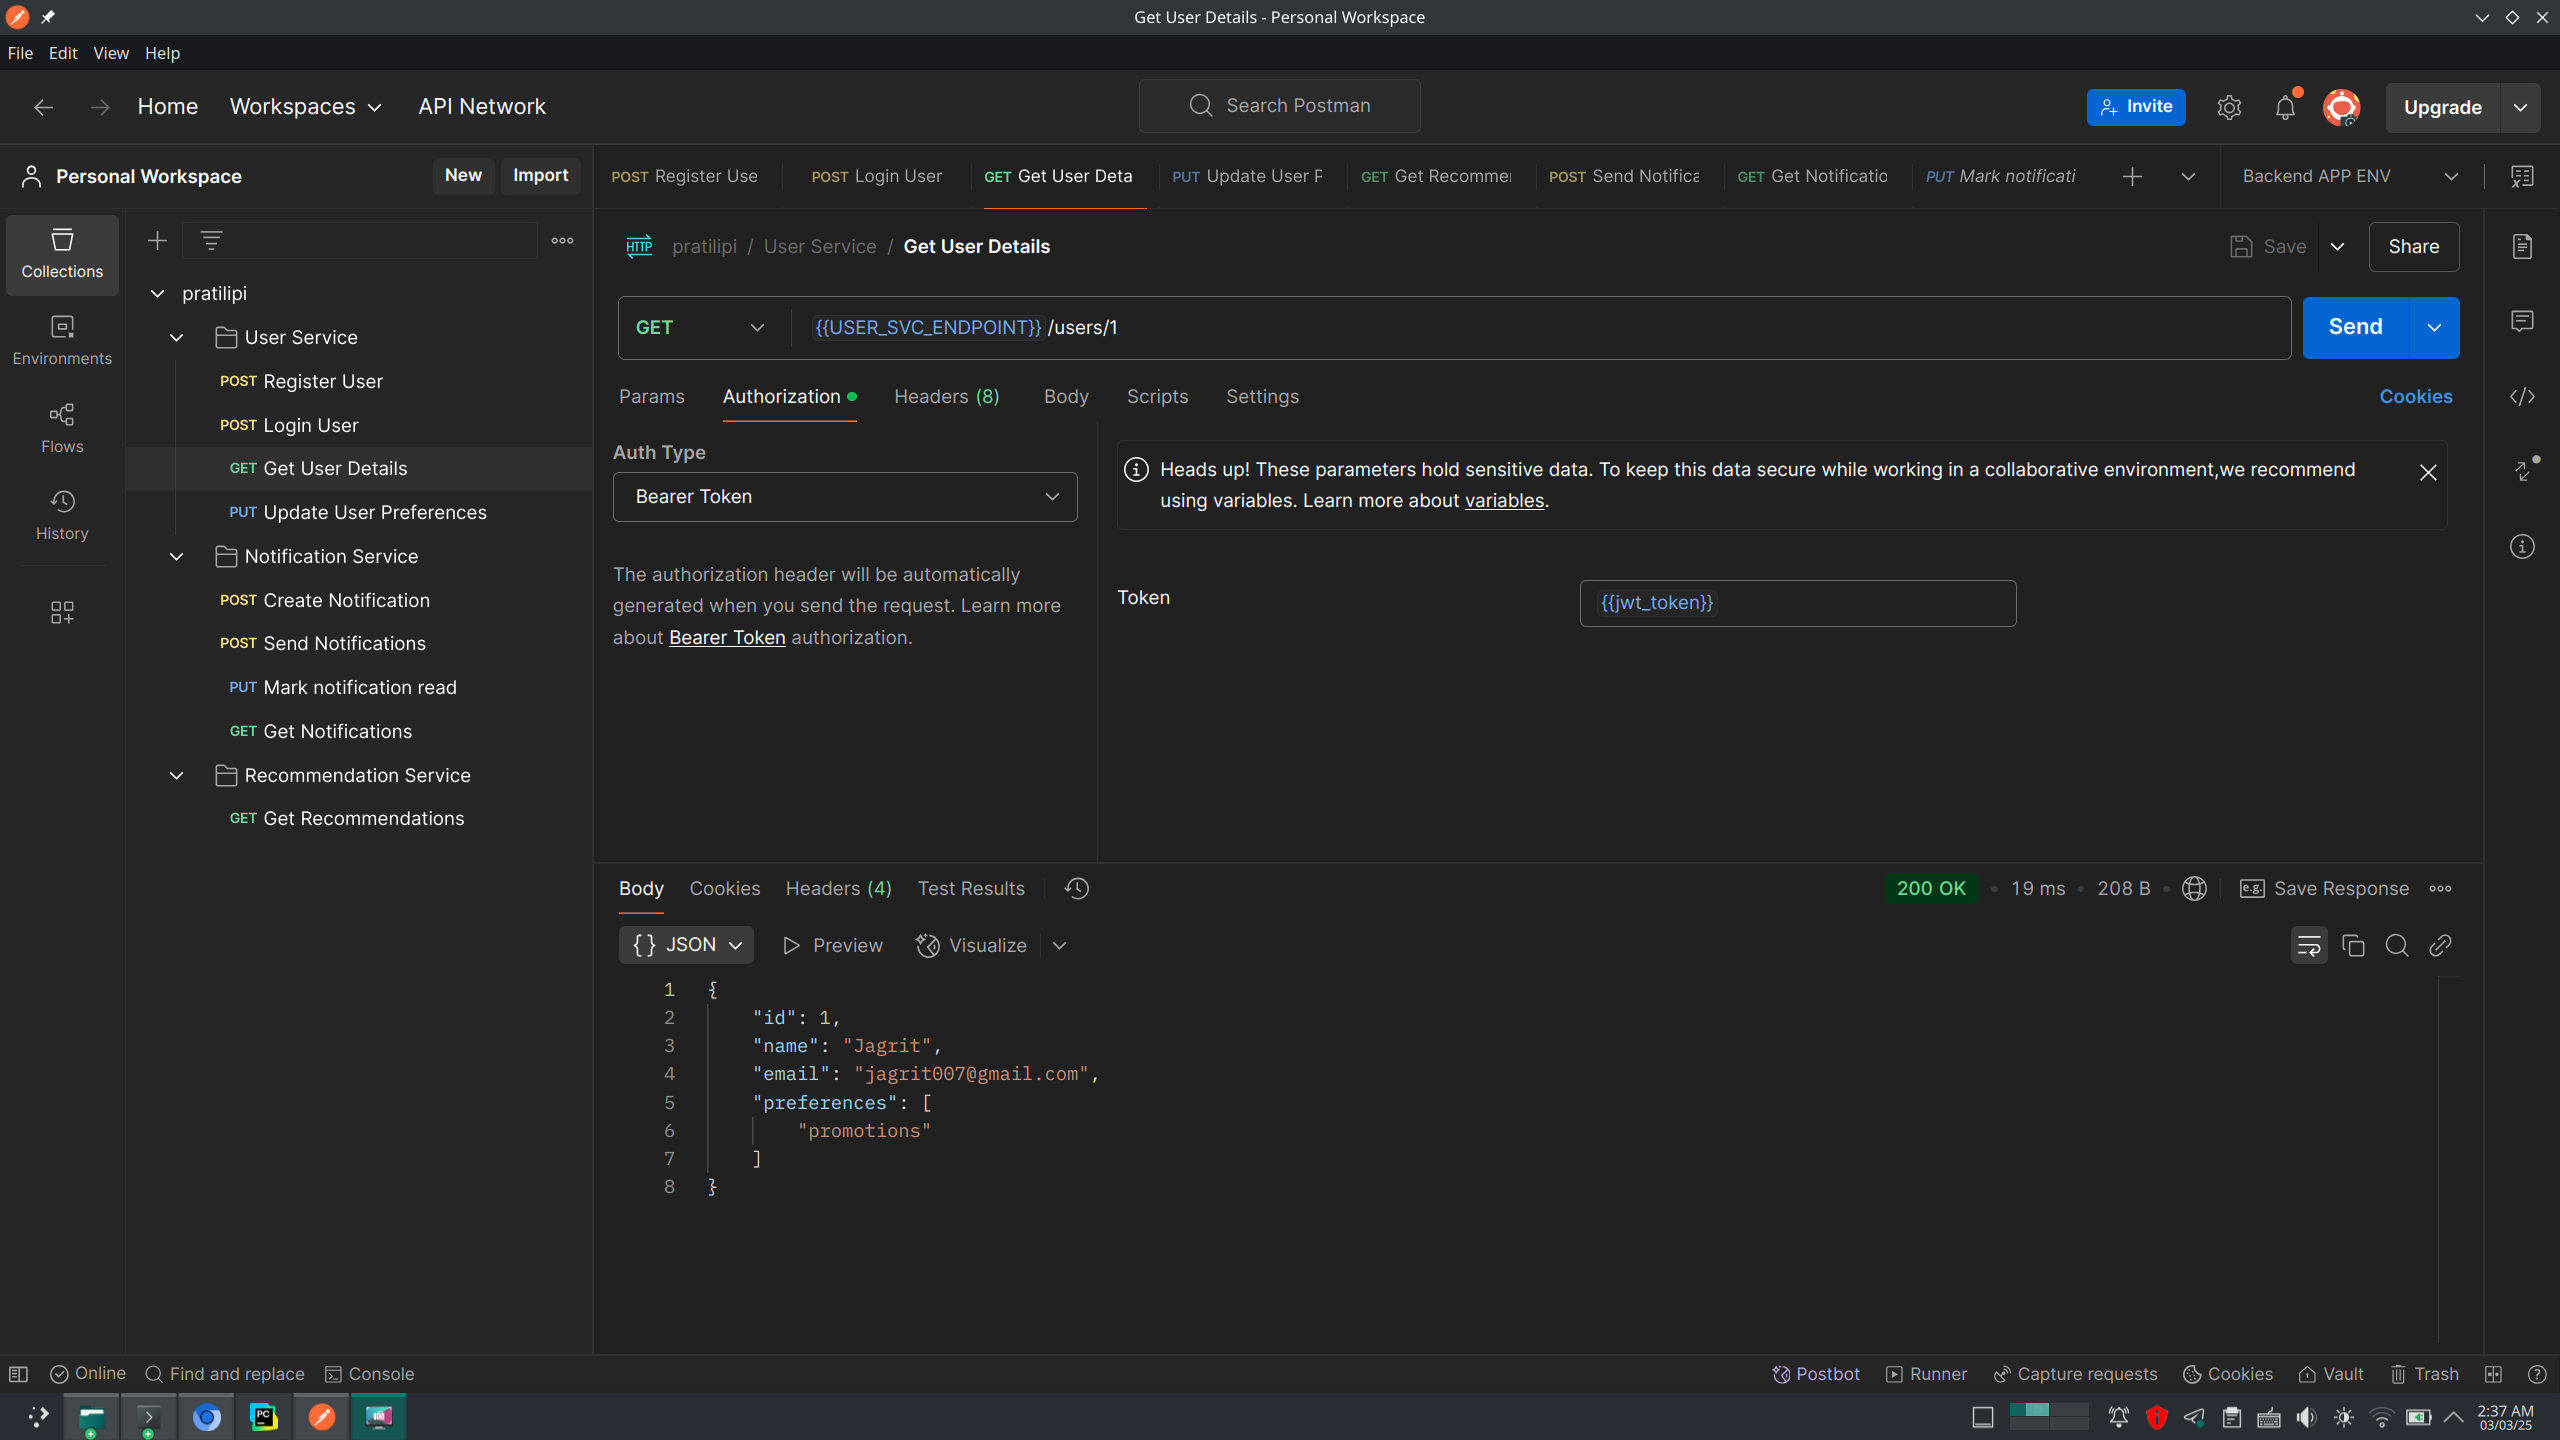 Get User Details - Personal Workspace
File Edit View Help
Home Workspaces API Network
Search Postman
Invite
Upgrade
Personal Workspace
New Import
POST Register Use
POST Login User
GET Get User Deta
PUT Update User P
GET Get Recomme
POST Send Notifica
GET Get Notificatio
PUT Mark notificati
Backend APP ENV
Collections
Environments
Flows
History
pratilipi
User Service
POST Register User
POST Login User
GET Get User Details
PUT Update User Preferences
Notification Service
POST Create Notification
POST Send Notifications
PUT Mark notification read
GET Get Notifications
Recommendation Service
GET Get Recommendations
HTTP pratilipi / User Service / Get User Details
Save
Share
GET {{USER_SVC_ENDPOINT}} /users/1
Send
Params Authorization Headers (8) Body Scripts Settings
Cookies
Auth Type
Bearer Token
The authorization header will be automatically
generated when you send the request. Learn more
about Bearer Token authorization.
Heads up! These parameters hold sensitive data. To keep this data secure while working in a collaborative environment,we recommend
using variables. Learn more about variables.
Token
{{jwt_token}}
Body Cookies Headers (4) Test Results
200 OK 19 ms 208 B
e.g. Save Response
{} JSON Preview Visualize
1 {
2 "id": 1,
3 "name": "Jagrit",
4 "email": "jagrit007@gmail.com",
5 "preferences": [
6 "promotions"
7 ]
8 }
Online Find and replace Console
Postbot Runner Capture requests Cookies Vault Trash
PC
2:37 AM
03/03/25